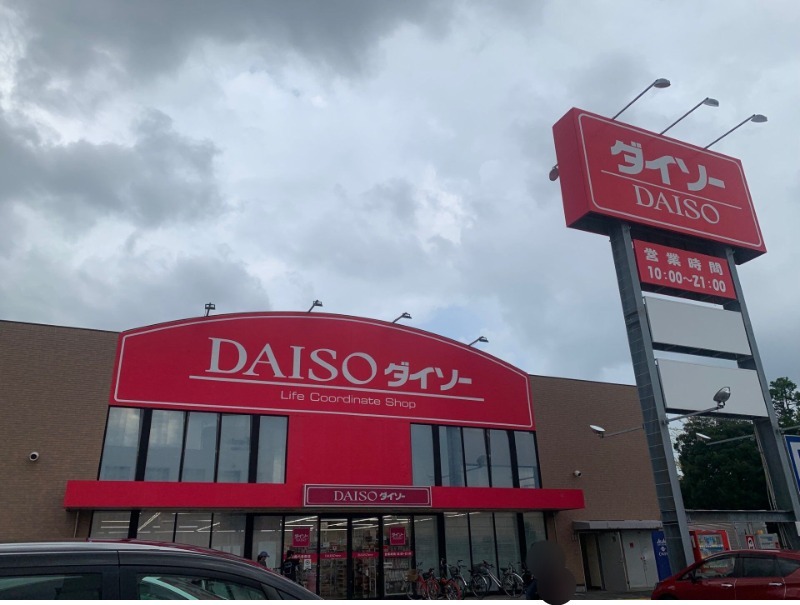 ダイソー
DAISO
営業時間
10:00～21:00
DAISO ダイソー
Life Coordinate Shop
DAISO ダイソー